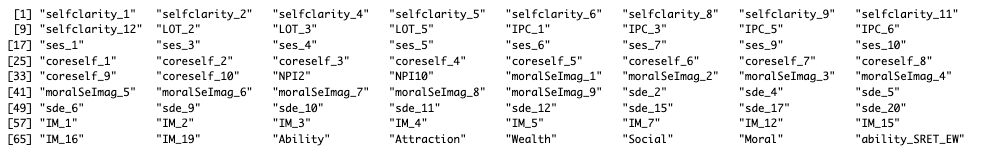 [1] "selfclarity_1" "selfclarity_2" "selfclarity_4" "selfclarity_5" "selfclarity_6" "selfclarity_8" "selfclarity_9" "selfclarity_11"
[9] "selfclarity_12" "LOT_2" "LOT_3" "LOT_5" "IPC_1" "IPC_3" "IPC_5" "IPC_6"
[17] "ses_1" "ses_3" "ses_4" "ses_5" "ses_6" "ses_7" "ses_9" "ses_10"
[25] "coreself_1" "coreself_2" "coreself_3" "coreself_4" "coreself_5" "coreself_6" "coreself_7" "coreself_8"
[33] "coreself_9" "coreself_10" "NPI2" "NPI10" "moralSeImag_1" "moralSeImag_2" "moralSeImag_3" "moralSeImag_4"
[41] "moralSeImag_5" "moralSeImag_6" "moralSeImag_7" "moralSeImag_8" "moralSeImag_9" "sde_2" "sde_4" "sde_5"
[49] "sde_6" "sde_9" "sde_10" "sde_11" "sde_12" "sde_15" "sde_17" "sde_20"
[57] "IM_1" "IM_2" "IM_3" "IM_4" "IM_5" "IM_7" "IM_12" "IM_15"
[65] "IM_16" "IM_19" "Ability" "Attraction" "Wealth" "Social" "Moral" "ability_SRET_EW"